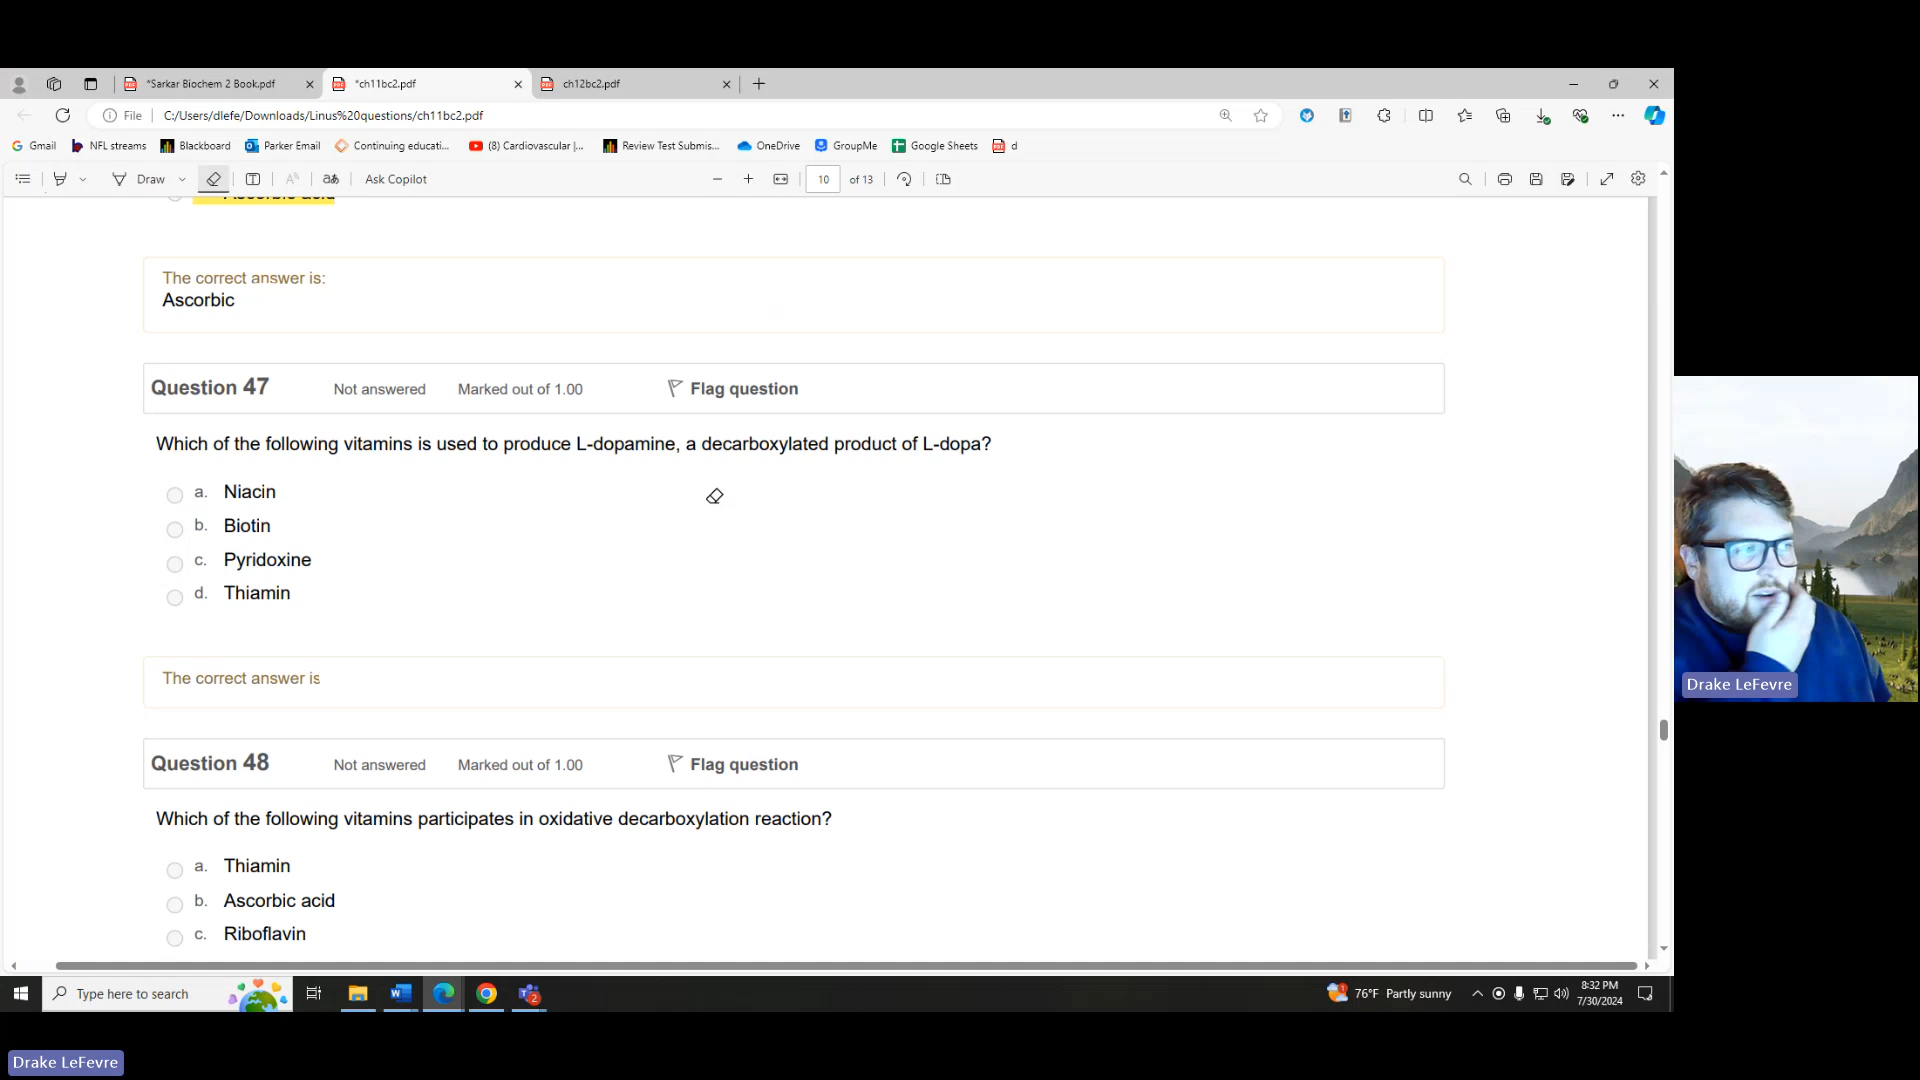 *Sarkar Biochem 2 Book.pdf
*ch11bc2.pdf
ch12bc2.pdf
File
C:/Users/dlefe/Downloads/Linus%20questions/ch11bc2.pdf
Gmail
NFL streams
Blackboard
Parker Email
Continuing educati...
(8) Cardiovascular |...
Review Test Submis...
OneDrive
GroupMe
Google Sheets
d
Draw
Ask Copilot
10 of 13
Ascorbic acid
The correct answer is:
Ascorbic
Question 47 Not answered Marked out of 1.00 Flag question
Which of the following vitamins is used to produce L-dopamine, a decarboxylated product of L-dopa?
a. Niacin
b. Biotin
c. Pyridoxine
d. Thiamin
The correct answer is
Question 48 Not answered Marked out of 1.00 Flag question
Which of the following vitamins participates in oxidative decarboxylation reaction?
a. Thiamin
b. Ascorbic acid
c. Riboflavin
Drake LeFevre
Type here to search
76°F Partly sunny
8:32 PM
7/30/2024
Drake LeFevre